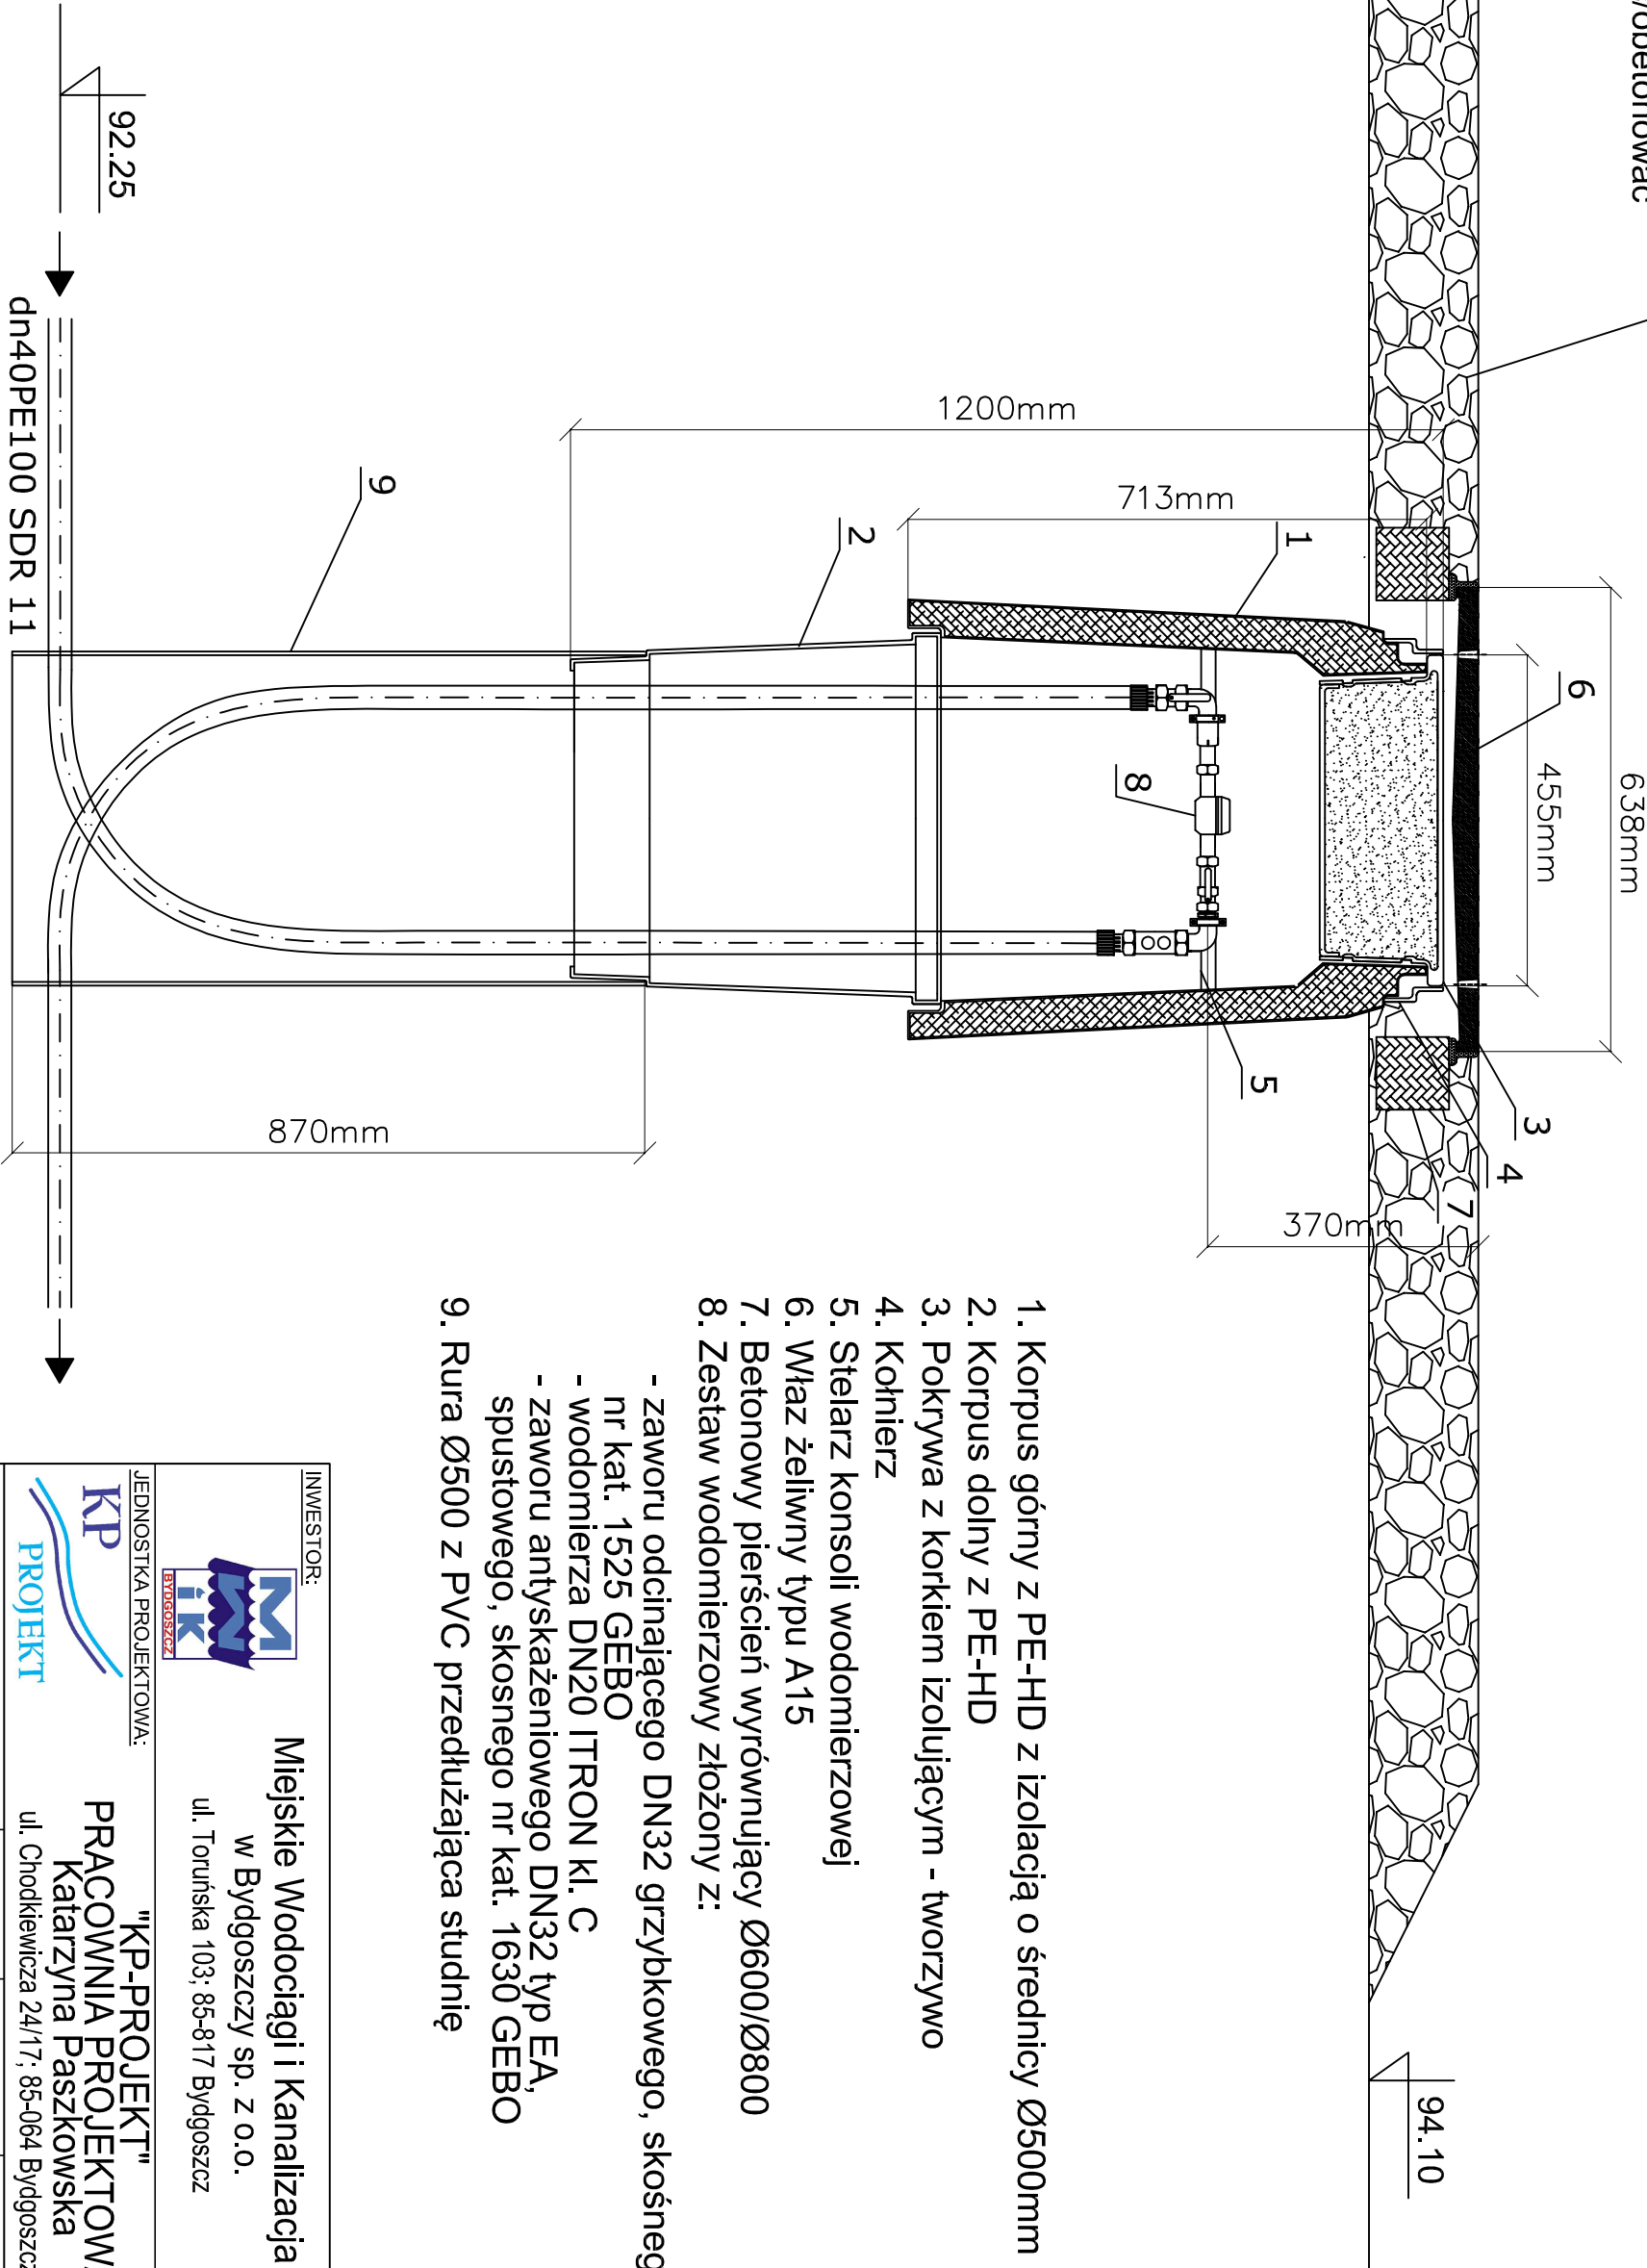 obetonować
638mm
455mm
6
3
4
7
370mm
94.10
1200mm
713mm
1
2
8
5
9
870mm
92.25
dn40PE100 SDR 11
1. Korpus górny z PE-HD z izolacją o średnicy Ø500mm
2. Korpus dolny z PE-HD
3. Pokrywa z korkiem izolującym - tworzywo
4. Kołnierz
5. Stelarz konsoli wodomierzowej
6. Właz żeliwny typu A15
7. Betonowy pierścień wyrównujący Ø600/Ø800
8. Zestaw wodomierzowy złożony z:
- zaworu odcinającego DN32 grzybkowego, skośneg
nr kat. 1525 GEBO
- wodomierza DN20 ITRON kl. C
- zaworu antyskażeniowego DN32 typ EA,
spustowego, skosnego nr kat. 1630 GEBO
9. Rura Ø500 z PVC przedłużająca studnię
INWESTOR:
MWiK
BYDGOSZCZ
Miejskie Wodociągi i Kanalizacja
w Bydgoszczy sp. z o.o.
ul. Toruńska 103; 85-817 Bydgoszcz
JEDNOSTKA PROJEKTOWA:
KP
PROJEKT
"KP-PROJEKT"
PRACOWNIA PROJEKTOW
Katarzyna Paszkowska
ul. Chodkiewicza 24/17; 85-064 Bydgoszcz